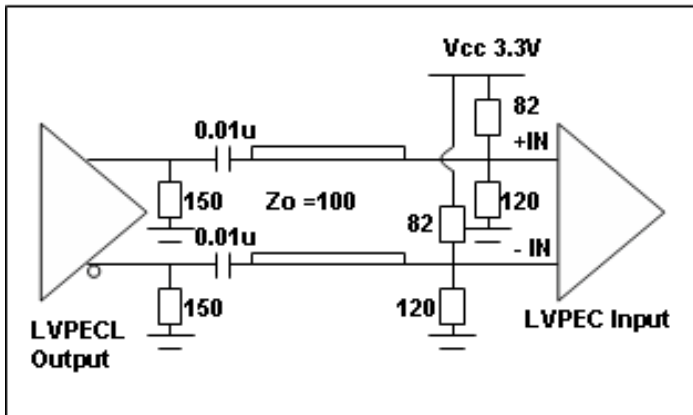 Vcc 3.3V
82
0.01u
+IN
150
Zo =100
120
0.01u
82
- IN
150
120
LVPECL
Output
LVPEC Input